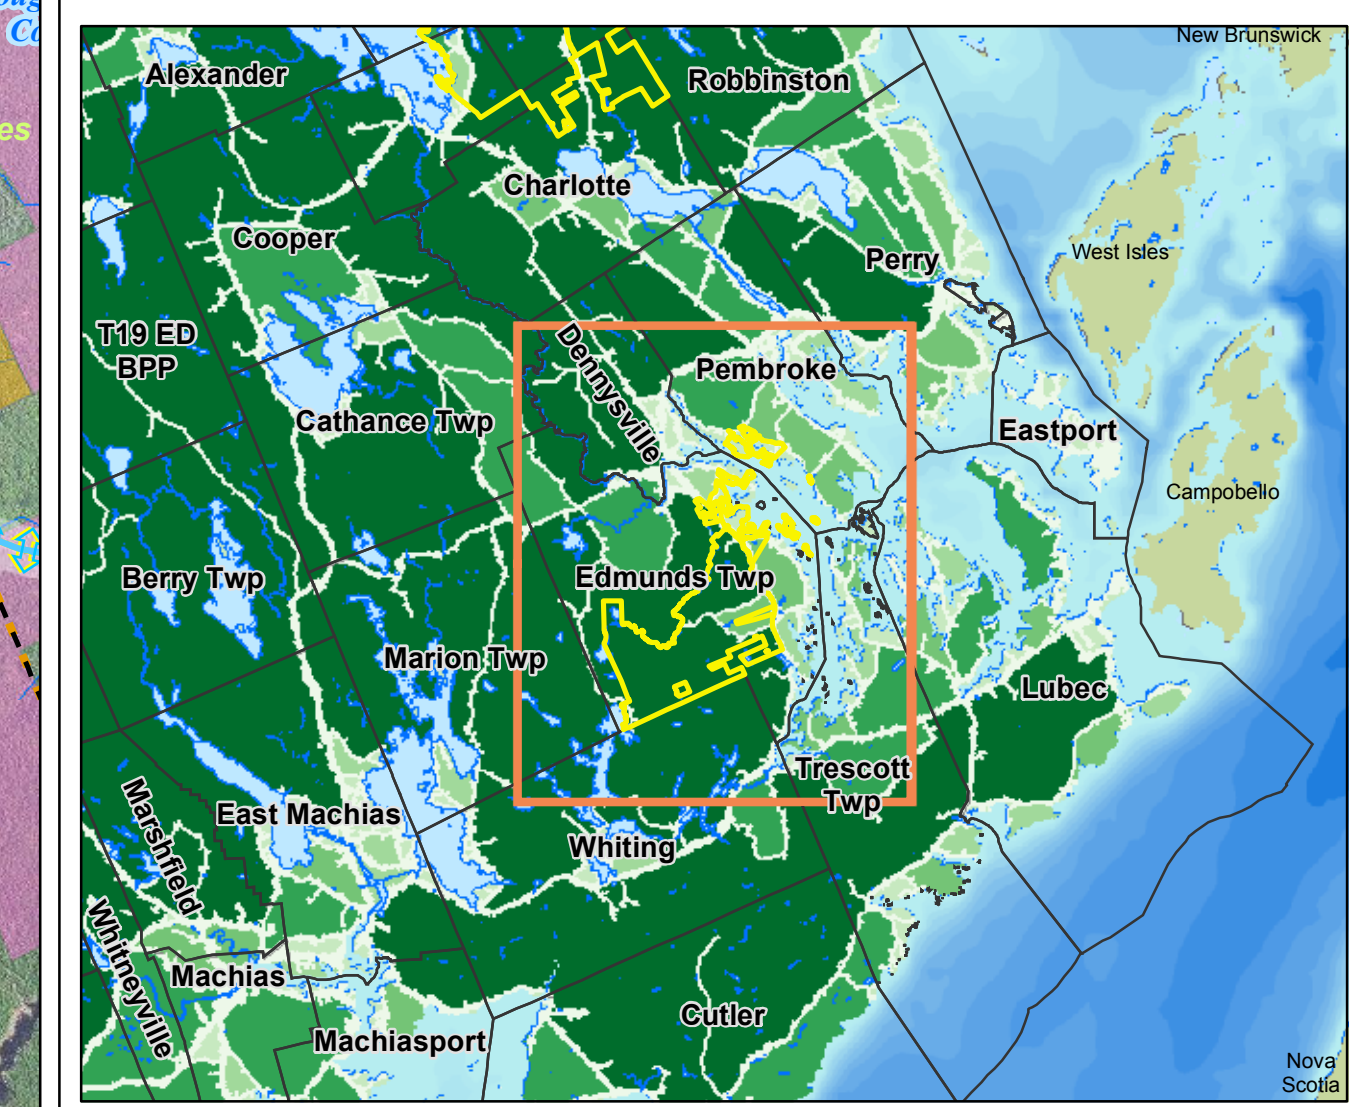 New Brunswick
Alexander
Robbinston
es
Charlotte
Cooper
West Isles
Perry
T19 ED
BPP
Dennysville
Pembroke
Cathance Twp
Eastport
Campobello
Berry Twp
Edmunds Twp
Marion Twp
Lubec
Trescott
Twp
Marshfield
East Machias
Whiting
Whitneyville
Machias
Cutler
Machiasport
Nova
Scotia